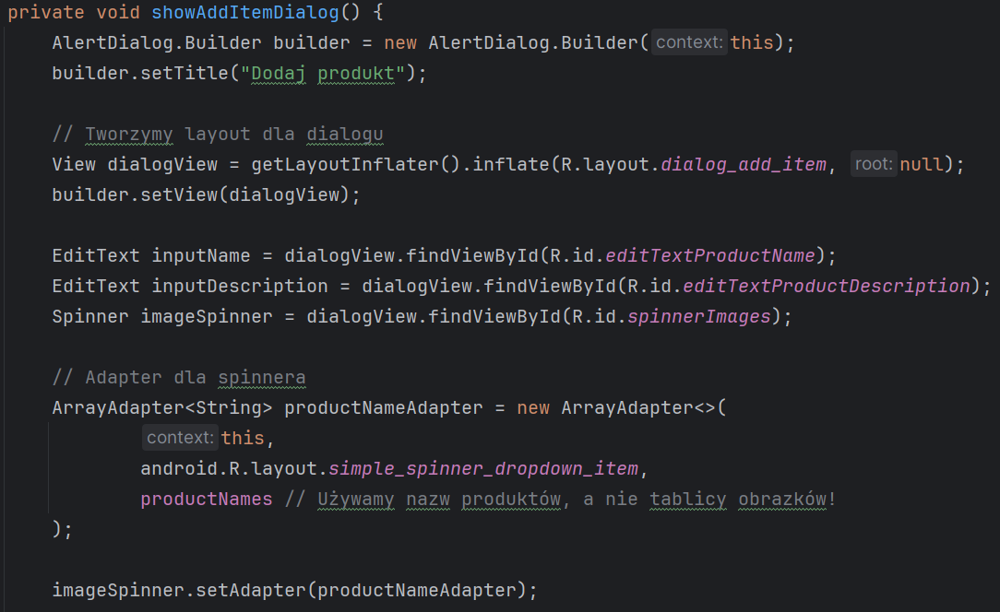 private void showAddItemDialog() {
AlertDialog.Builder builder = new AlertDialog.Builder( context: this);
builder.setTitle("Dodaj produkt");
// Tworzymy layout dla dialogu
View dialogView = getLayoutInflater().inflate(R.layout.dialog_add_item, root: null);
builder.setView(dialogView);
EditText inputName = dialogView.findViewById(R.id.editTextProductName);
EditText inputDescription = dialogView.findViewById(R.id.editTextProductDescription);
Spinner imageSpinner = dialogView.findViewById(R.id.spinnerImages);
// Adapter dla spinnera
ArrayAdapter<String> productNameAdapter = new ArrayAdapter<>(
context: this,
android.R.layout.simple_spinner_dropdown_item,
productNames // Używamy nazw produktów, a nie tablicy obrazków!
);
imageSpinner.setAdapter(productNameAdapter);